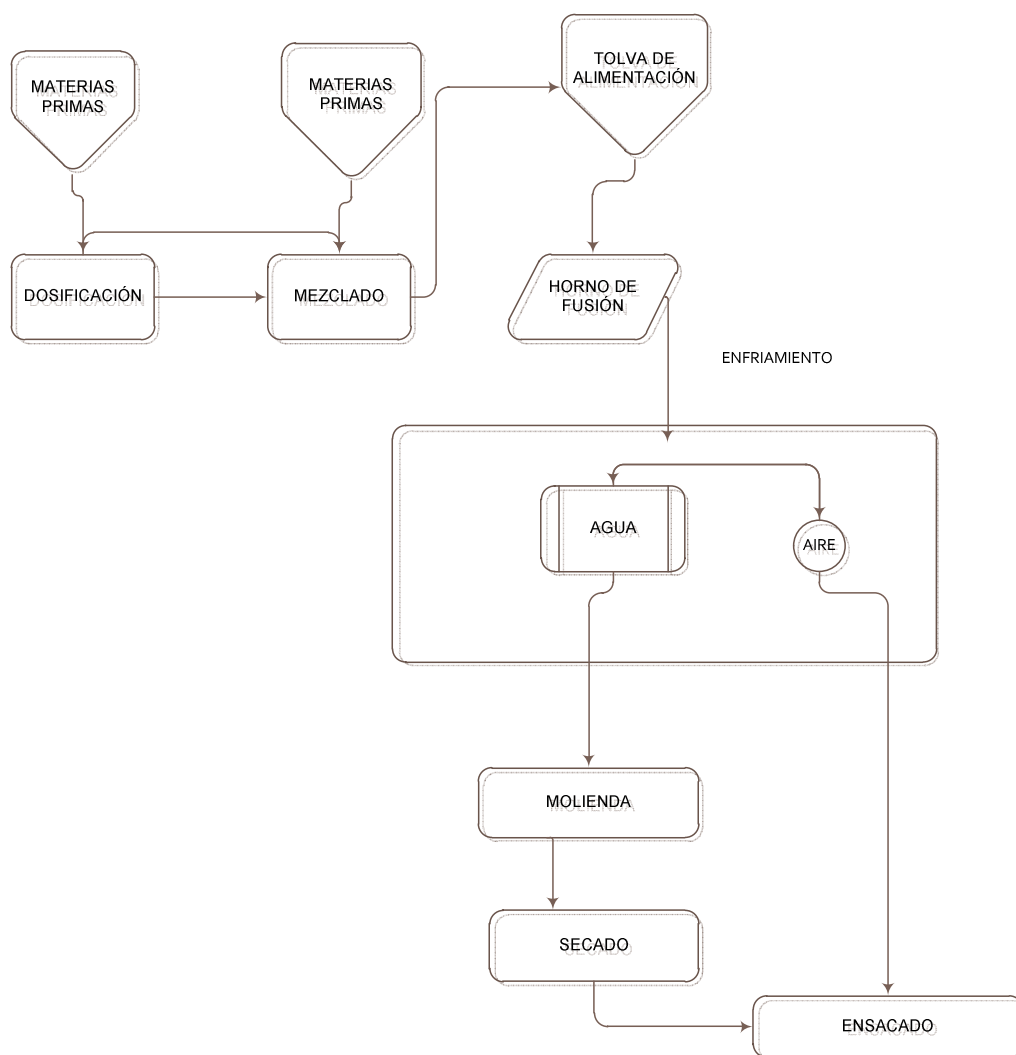 MATERIAS
PRIMAS
MATERIAS
PRIMAS
TOLVA DE
ALIMENTACIÓN
DOSIFICACIÓN
MEZCLADO
HORNO DE
FUSIÓN
ENFRIAMIENTO
AGUA
AIRE
MOLIENDA
SECADO
ENSACADO